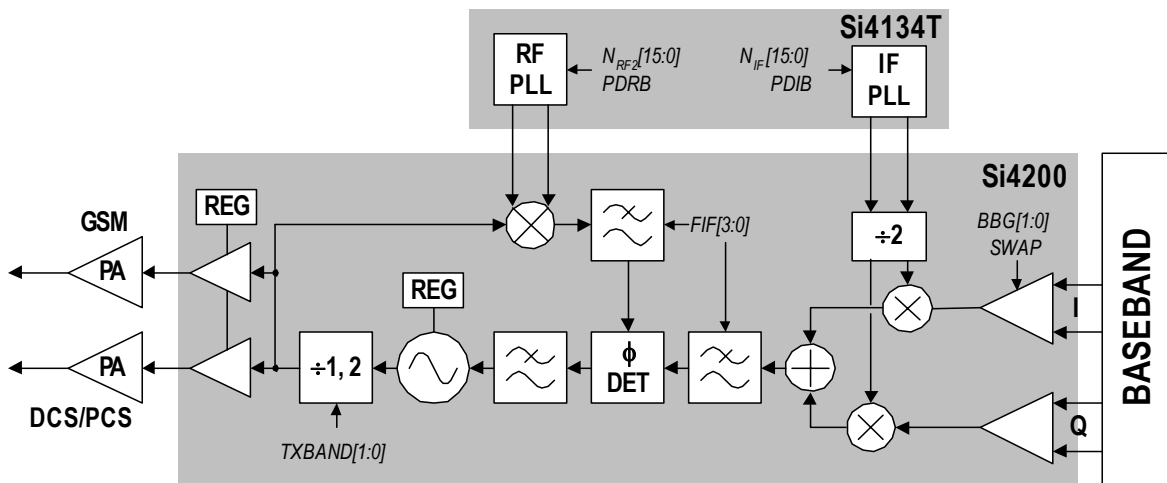 Si4134T
RF
PLL
N_RF2[15:0]
PDRB
N_IF[15:0]
PDIB
IF
PLL
Si4200
REG
GSM
PA
FIF[3:0]
÷2
BBG[1:0]
SWAP
I
REG
PA
÷1, 2
ϕ
DET
DCS/PCS
TXBAND[1:0]
Q
BASEBAND